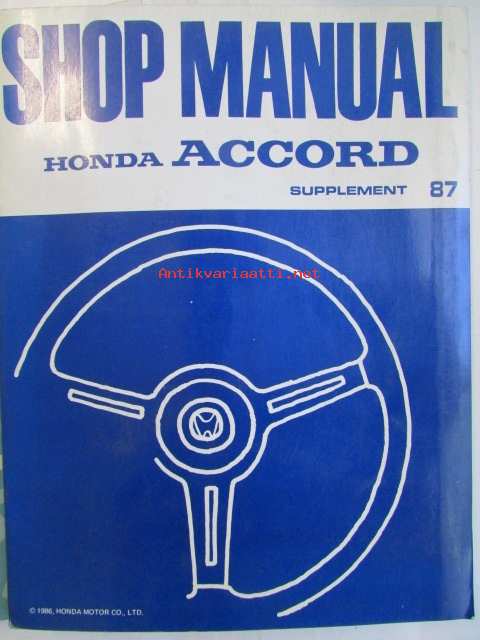 SHOP MANUAL
HONDA ACCORD
SUPPLEMENT 87
Antikvariaatti.net
© 1986, HONDA MOTOR CO., LTD.